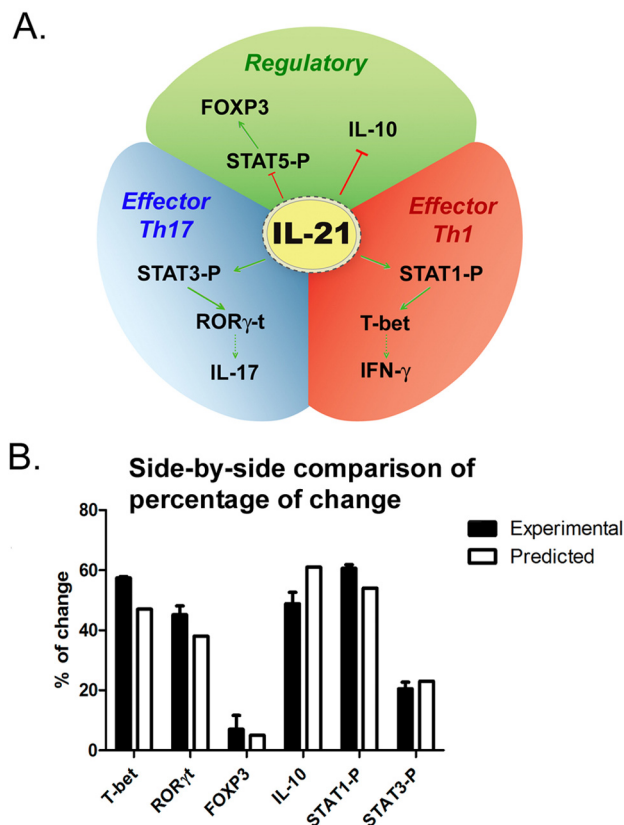 A.
Regulatory
FOXP3
IL-10
STAT5-P
Effector
Th17
Effector
Th1
IL-21
STAT3-P
STAT1-P
RORγ-t
T-bet
IL-17
IFN-γ
B.
Side-by-side comparison of
percentage of change
80
60
40
20
0
% of change
Experimental
Predicted
T-bet
RORγt
FOXP3
IL-10
STAT1-P
STAT3-P